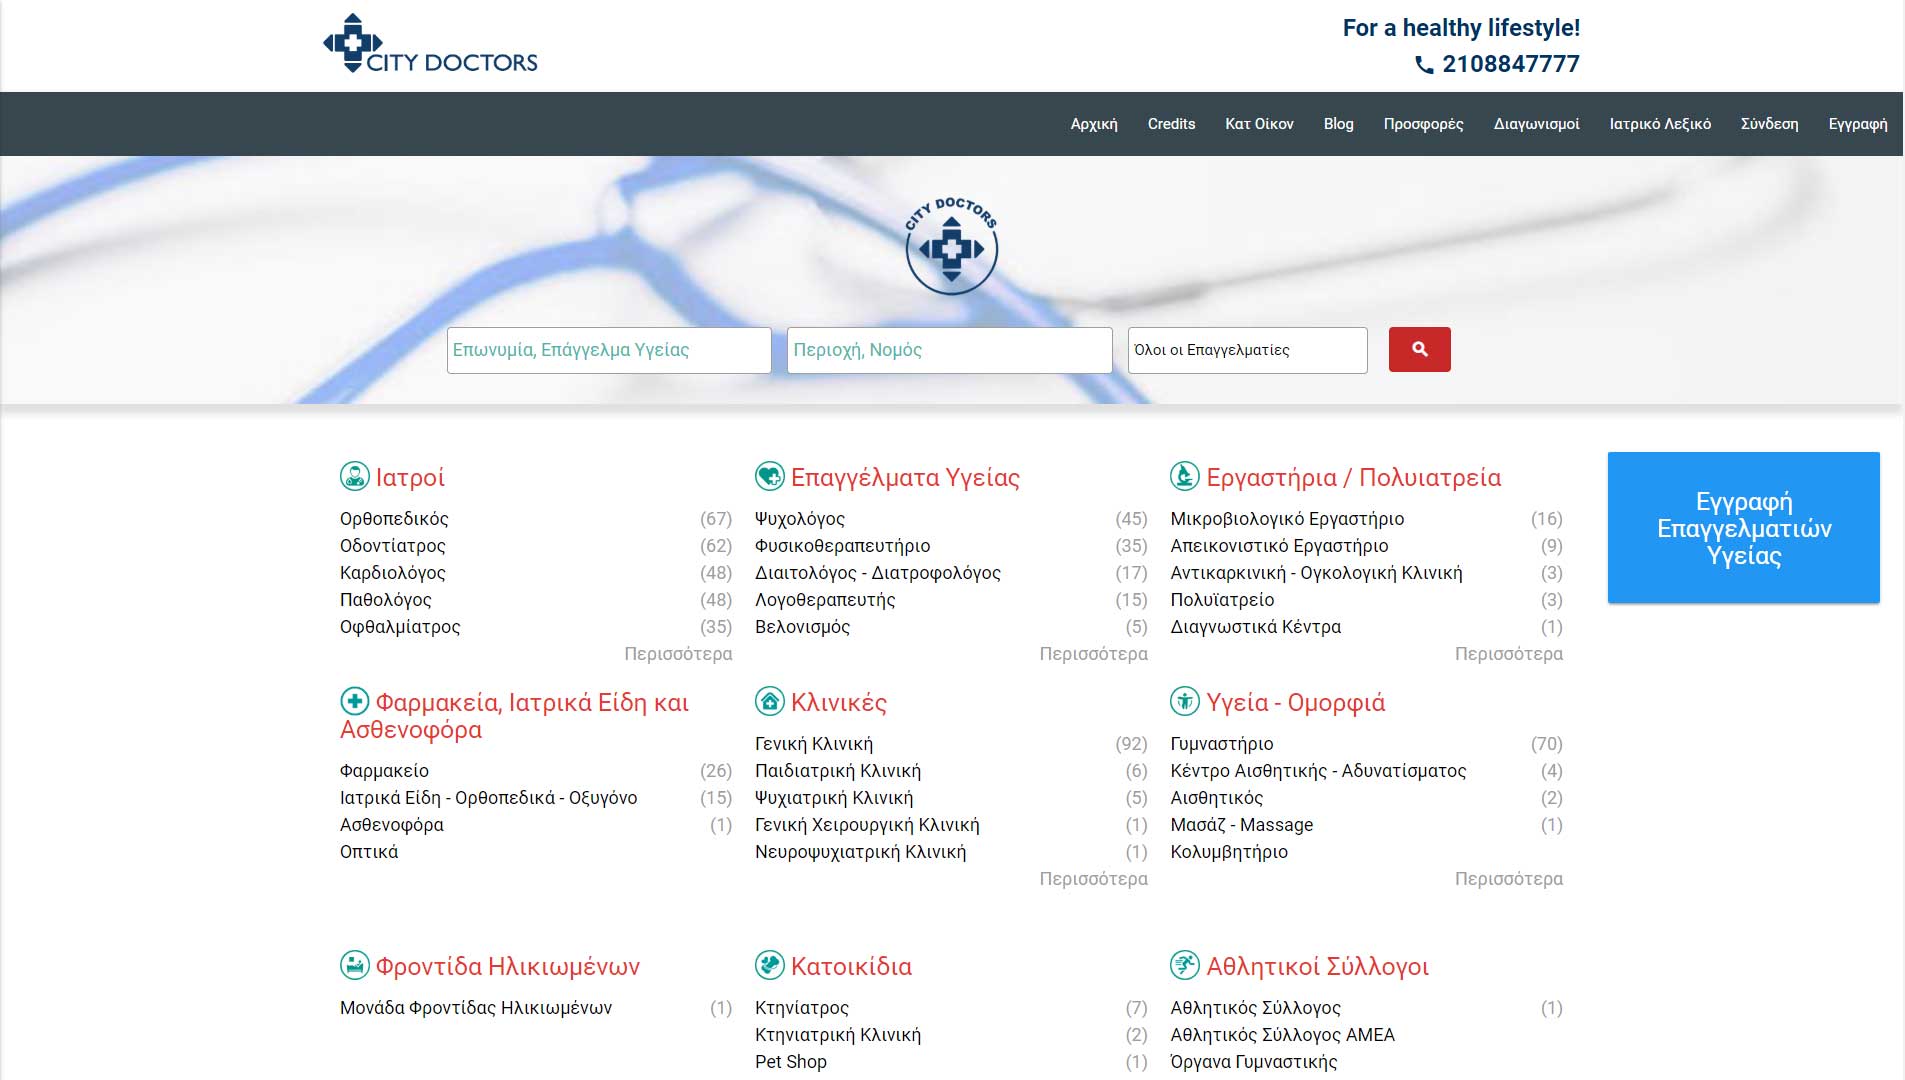 CITY DOCTORS
For a healthy lifestyle!
2108847777
Αρχική Credits Κατ Οίκον Blog Προσφορές Διαγωνισμοί Ιατρικό Λεξικό Σύνδεση Εγγραφή
CITY DOCTORS
Επωνυμία, Επάγγελμα Υγείας
Περιοχή, Νομός
Όλοι οι Επαγγελματίες
Ιατροί
Ορθοπεδικός (67)
Οδοντίατρος (62)
Καρδιολόγος (48)
Παθολόγος (48)
Οφθαλμίατρος (35)
Περισσότερα
Επαγγέλματα Υγείας
Ψυχολόγος (45)
Φυσικοθεραπευτήριο (35)
Διαιτολόγος - Διατροφολόγος (17)
Λογοθεραπευτής (15)
Βελονισμός (5)
Περισσότερα
Εργαστήρια / Πολυιατρεία
Μικροβιολογικό Εργαστήριο (16)
Απεικονιστικό Εργαστήριο (9)
Αντικαρκινική - Ογκολογική Κλινική (3)
Πολυϊατρείο (3)
Διαγνωστικά Κέντρα (1)
Περισσότερα
Εγγραφή
Επαγγελματιών
Υγείας
Φαρμακεία, Ιατρικά Είδη και
Ασθενοφόρα
Φαρμακείο (26)
Ιατρικά Είδη - Ορθοπεδικά - Οξυγόνο (15)
Ασθενοφόρα (1)
Οπτικά
Κλινικές
Γενική Κλινική (92)
Παιδιατρική Κλινική (6)
Ψυχιατρική Κλινική (5)
Γενική Χειρουργική Κλινική (1)
Νευροψυχιατρική Κλινική (1)
Περισσότερα
Υγεία - Ομορφιά
Γυμναστήριο (70)
Κέντρο Αισθητικής - Αδυνατίσματος (4)
Αισθητικός (2)
Μασάζ - Massage (1)
Κολυμβητήριο
Περισσότερα
Φροντίδα Ηλικιωμένων
Μονάδα Φροντίδας Ηλικιωμένων (1)
Κατοικίδια
Κτηνίατρος (7)
Κτηνιατρική Κλινική (2)
Pet Shop (1)
Αθλητικοί Σύλλογοι
Αθλητικός Σύλλογος (1)
Αθλητικός Σύλλογος ΑΜΕΑ
Όργανα Γυμναστικής